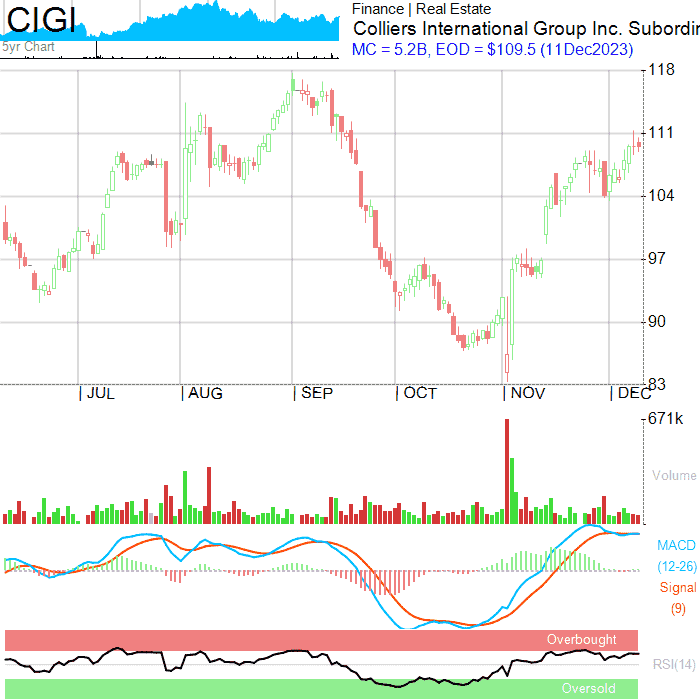 CIGI
5yr Chart
Finance | Real Estate
Colliers International Group Inc. Subordin
MC = 5.2B, EOD = $109.5 (11Dec2023)
118
111
104
97
90
83
JUL AUG SEP OCT NOV DEC
671k
Volume
MACD
(12-26)
Signal
(9)
Overbought
RSI(14)
Oversold